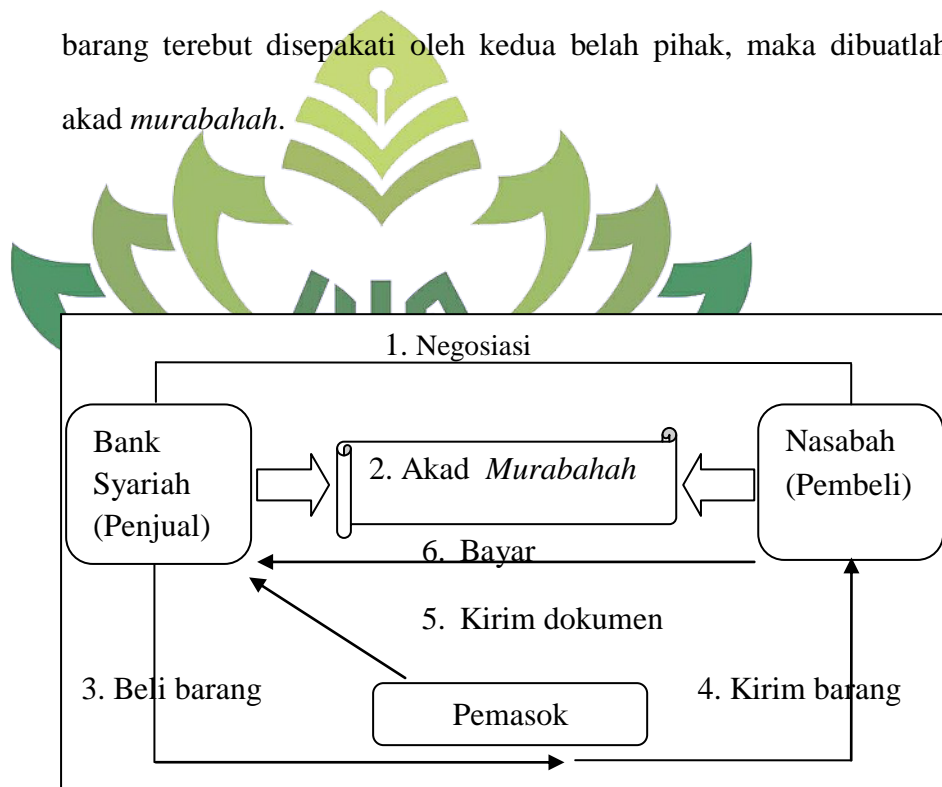 barang terebut disepakati oleh kedua belah pihak, maka dibuatlah
akad murabahah.
1. Negosiasi
Bank
Syariah
(Penjual)
2. Akad Murabahah
Nasabah
(Pembeli)
6. Bayar
5. Kirim dokumen
3. Beli barang
4. Kirim barang
Pemasok